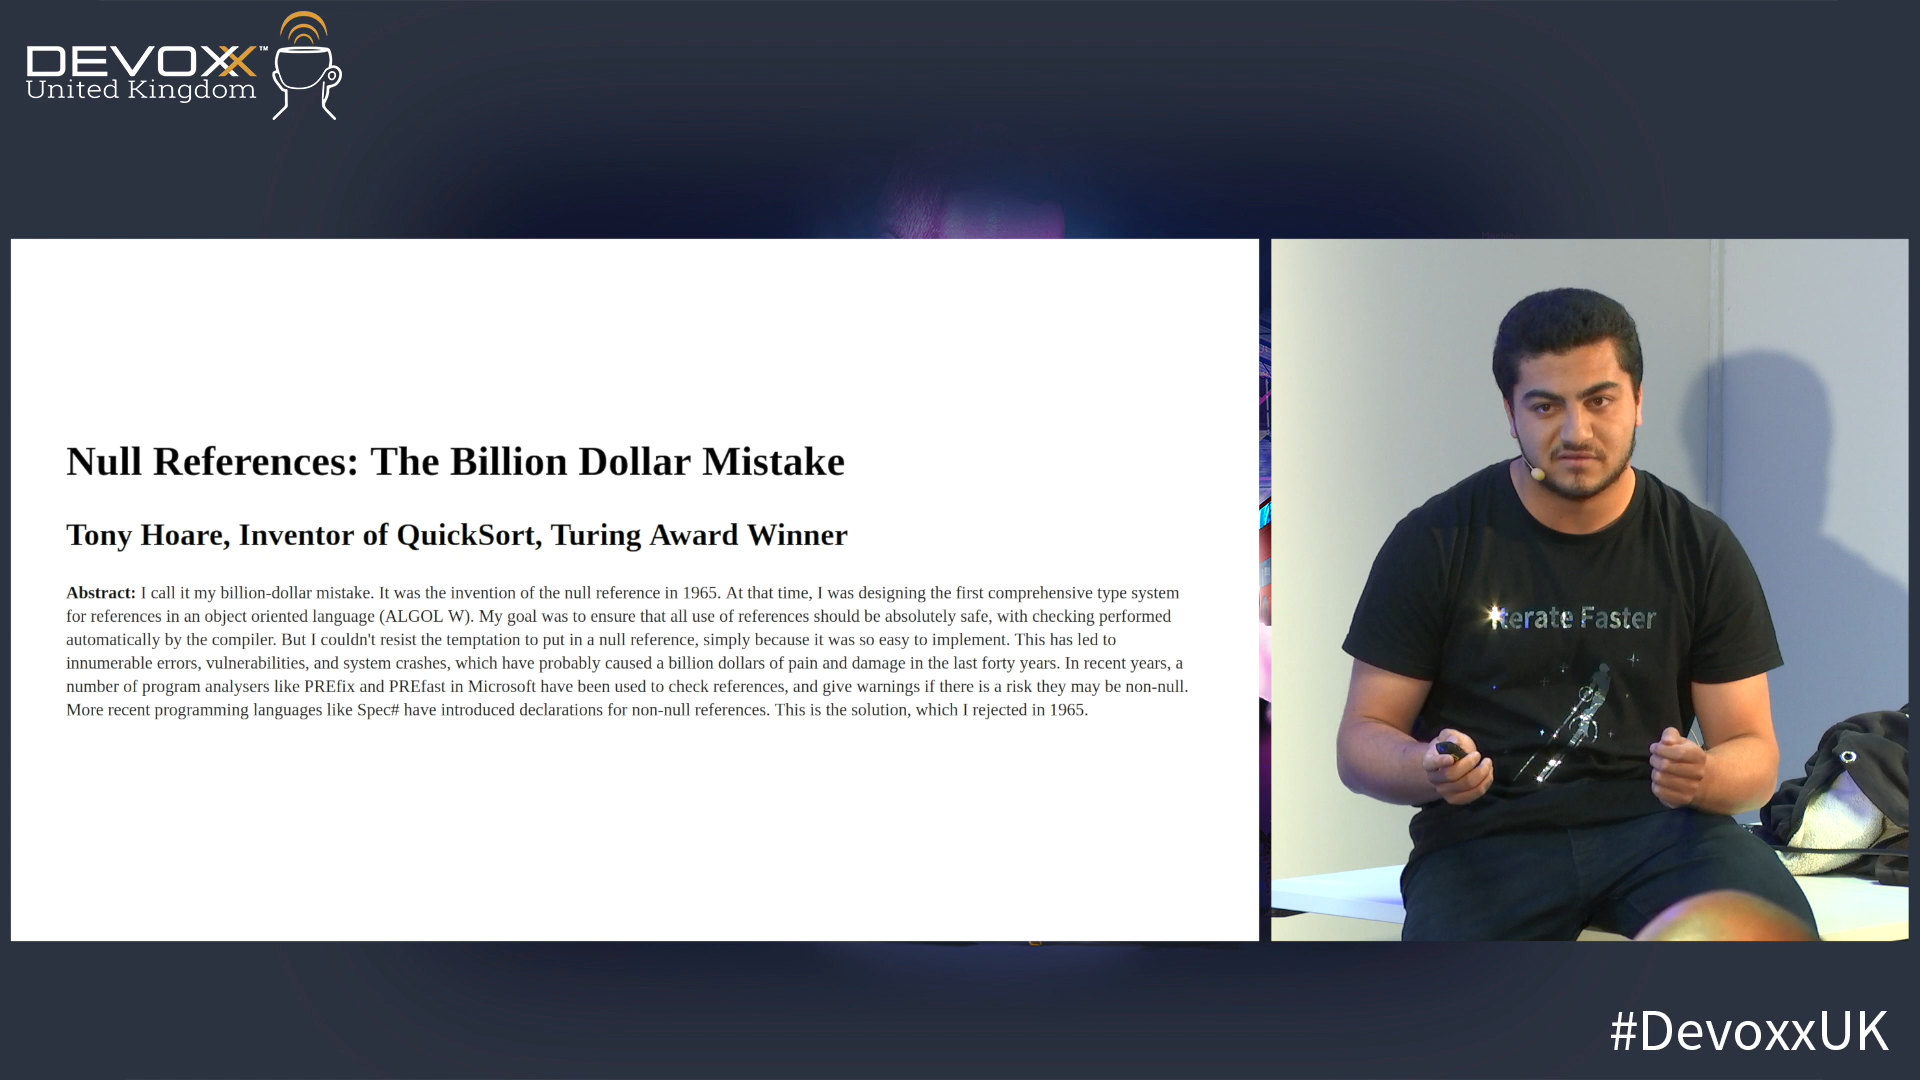 DEVOXX™
United Kingdom
Null References: The Billion Dollar Mistake
Tony Hoare, Inventor of QuickSort, Turing Award Winner
Abstract: I call it my billion-dollar mistake. It was the invention of the null reference in 1965. At that time, I was designing the first comprehensive type system
for references in an object oriented language (ALGOL W). My goal was to ensure that all use of references should be absolutely safe, with checking performed
automatically by the compiler. But I couldn't resist the temptation to put in a null reference, simply because it was so easy to implement. This has led to
innumerable errors, vulnerabilities, and system crashes, which have probably caused a billion dollars of pain and damage in the last forty years. In recent years, a
number of program analysers like PREfix and PREfast in Microsoft have been used to check references, and give warnings if there is a risk they may be non-null.
More recent programming languages like Spec# have introduced declarations for non-null references. This is the solution, which I rejected in 1965.
Iterate Faster
#DevoxxUK